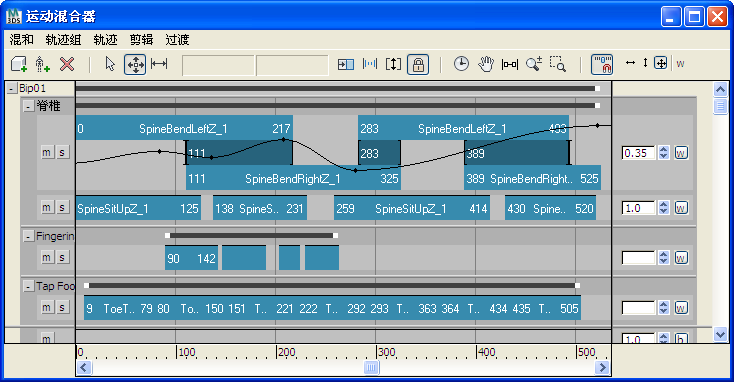 运动混合器
混和 轨迹组 轨迹 剪辑 过渡
w
Bip01
脊椎
0 SpineBendLeftZ_1 217 283 SpineBendLeftZ_1 493
m s 111 283 389 0.35 w
111 SpineBendRightZ_1 325 389 SpineBendRight.. 525
m s SpineSitUpZ_1 125 138 SpineS.. 231 259 SpineSitUpZ_1 414 430 Spine.. 520 1.0 w
Fingerin
m s 90 142 w
Tap Foo
m s 9 ToeT.. 79 80 To.. 150 151 T.. 221 222 T.. 292 293 T.. 363 364 T.. 434 435 T.. 505 w
m s 1.0 b
0 100 200 300 400 500